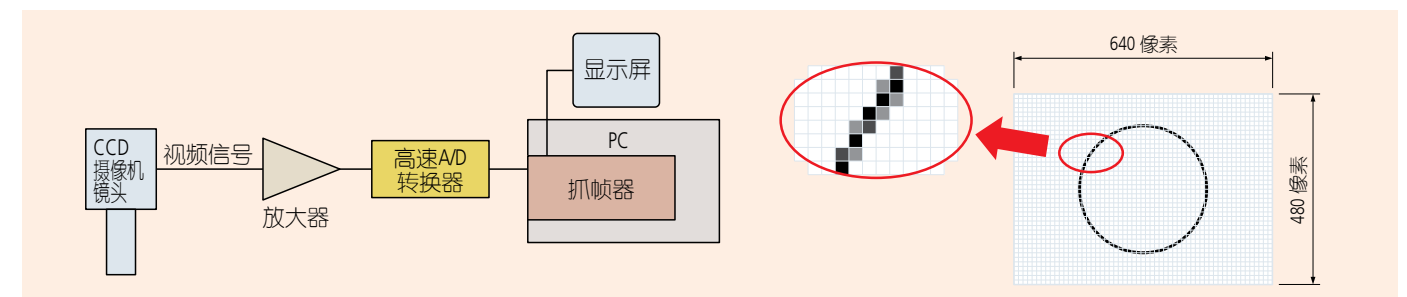 CCD
摄像机
镜头
视频信号
放大器
高速A/D
转换器
显示屏
PC
抓帧器
640 像素
480 像素